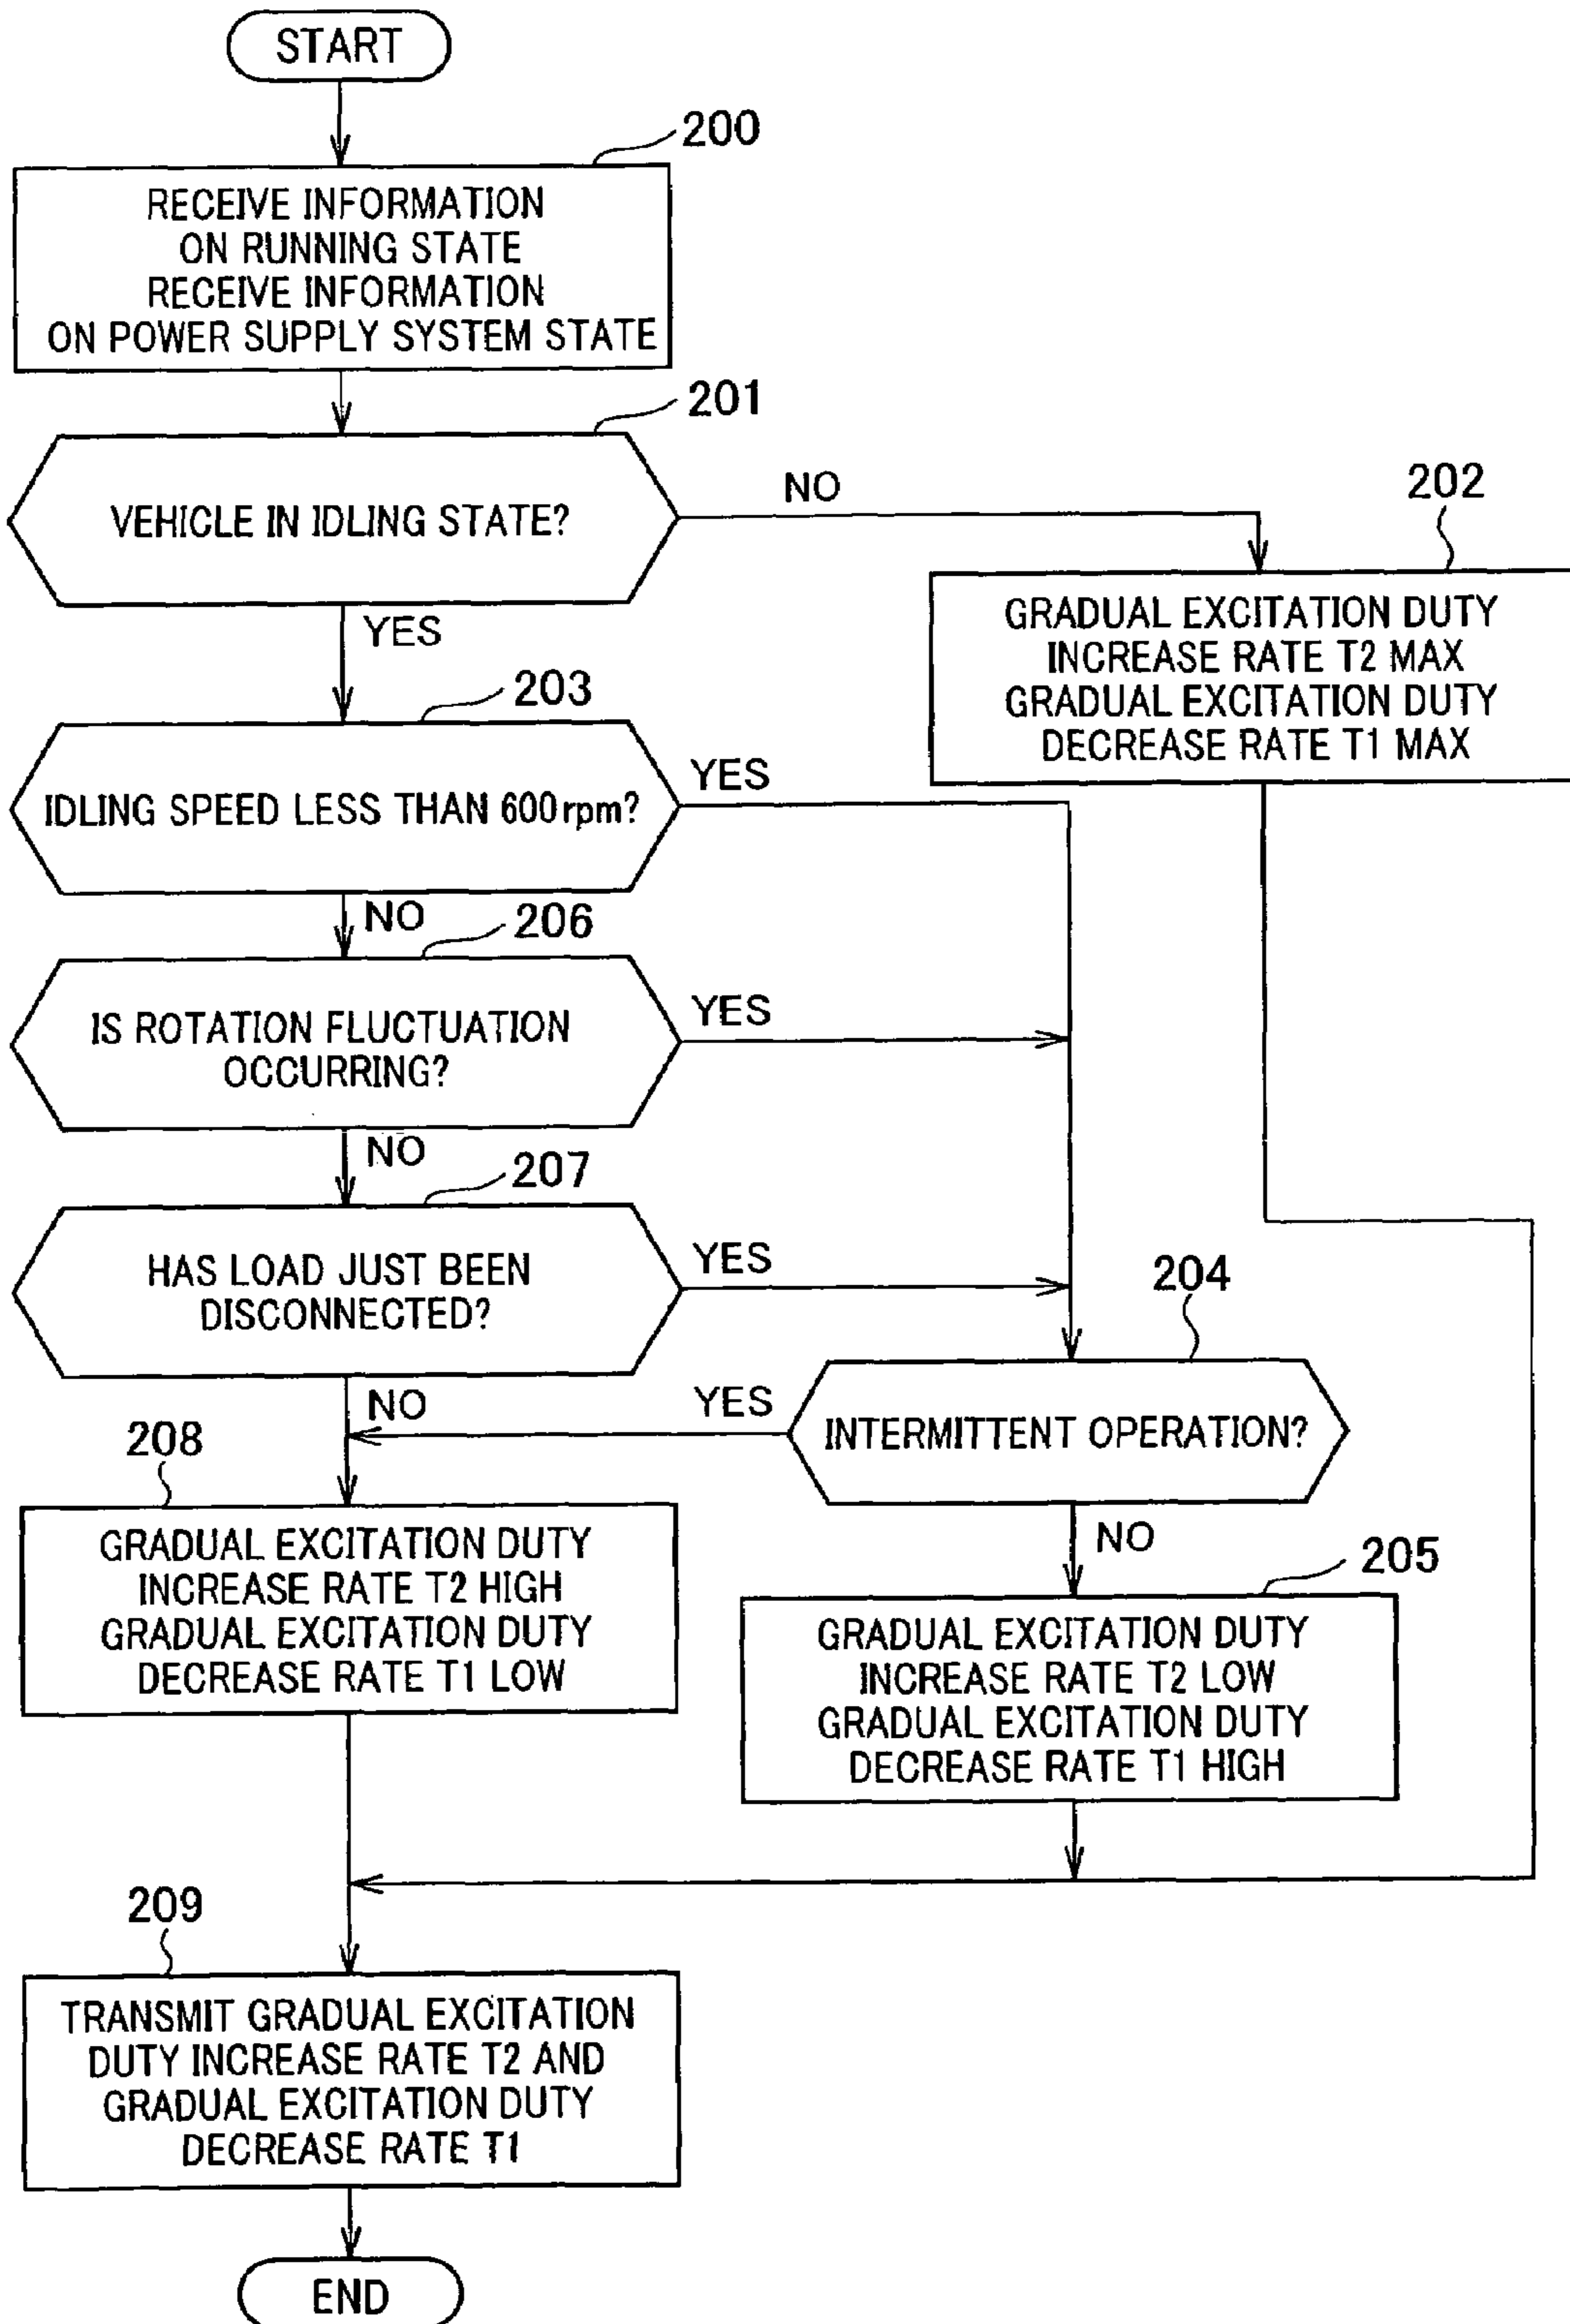 START
200
RECEIVE INFORMATION
ON RUNNING STATE
RECEIVE INFORMATION
ON POWER SUPPLY SYSTEM STATE
201
VEHICLE IN IDLING STATE?
NO
YES
202
GRADUAL EXCITATION DUTY
INCREASE RATE T2 MAX
GRADUAL EXCITATION DUTY
DECREASE RATE T1 MAX
203
IDLING SPEED LESS THAN 600rpm?
YES
NO
206
IS ROTATION FLUCTUATION
OCCURRING?
YES
NO
207
HAS LOAD JUST BEEN
DISCONNECTED?
YES
NO
204
INTERMITTENT OPERATION?
YES
NO
208
GRADUAL EXCITATION DUTY
INCREASE RATE T2 HIGH
GRADUAL EXCITATION DUTY
DECREASE RATE T1 LOW
205
GRADUAL EXCITATION DUTY
INCREASE RATE T2 LOW
GRADUAL EXCITATION DUTY
DECREASE RATE T1 HIGH
209
TRANSMIT GRADUAL EXCITATION
DUTY INCREASE RATE T2 AND
GRADUAL EXCITATION DUTY
DECREASE RATE T1
END